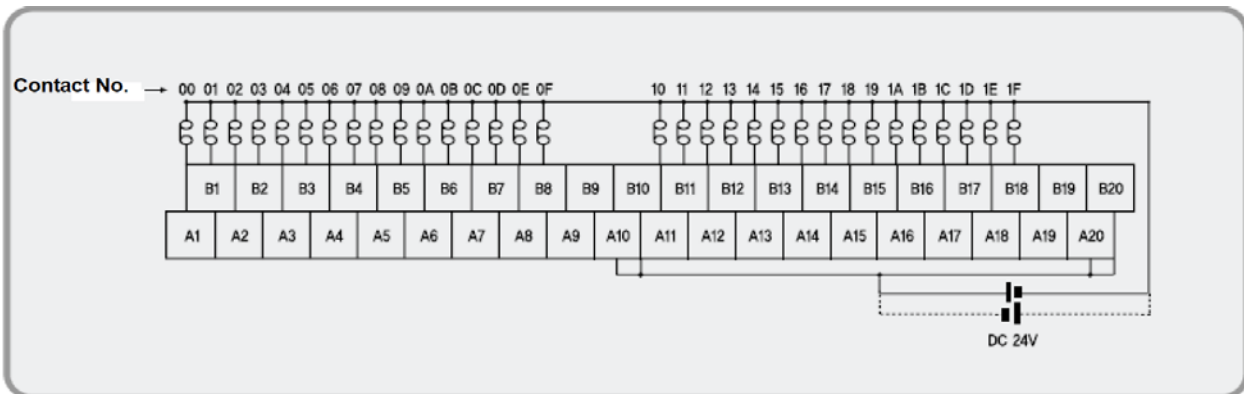 Contact No. → 00 01 02 03 04 05 06 07 08 09 0A 0B 0C 0D 0E 0F 10 11 12 13 14 15 16 17 18 19 1A 1B 1C 1D 1E 1F
B1 B2 B3 B4 B5 B6 B7 B8 B9 B10 B11 B12 B13 B14 B15 B16 B17 B18 B19 B20
A1 A2 A3 A4 A5 A6 A7 A8 A9 A10 A11 A12 A13 A14 A15 A16 A17 A18 A19 A20
DC 24V